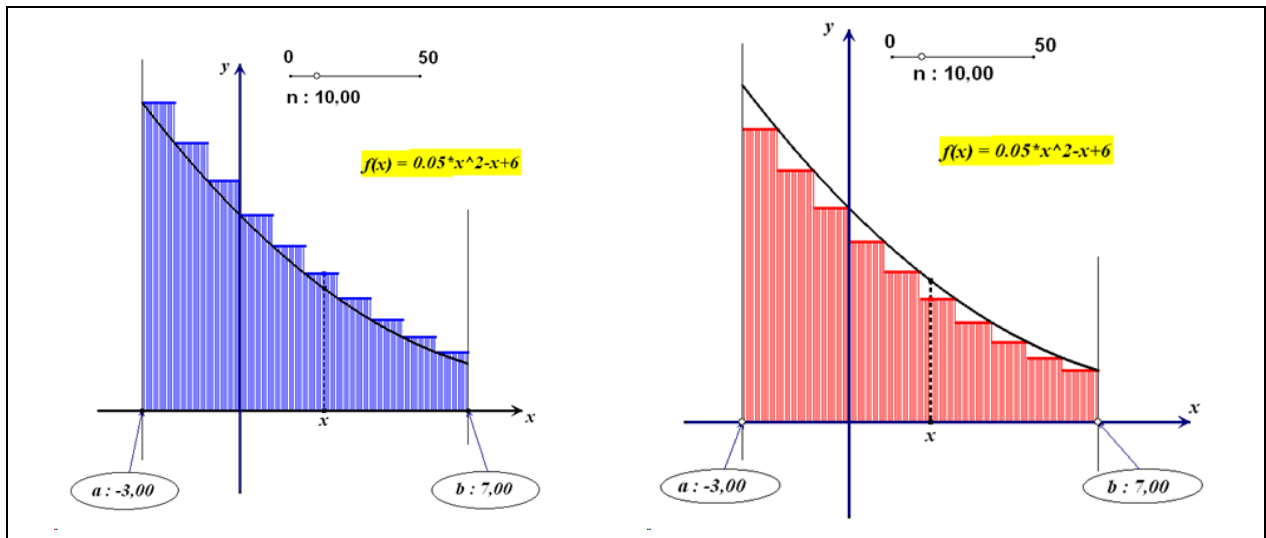 y
0 50
n : 10,00
f(x) = 0.05*x^2-x+6
x
x
a : -3,00
b : 7,00
y
0 50
n : 10,00
f(x) = 0.05*x^2-x+6
x
x
a : -3,00
b : 7,00